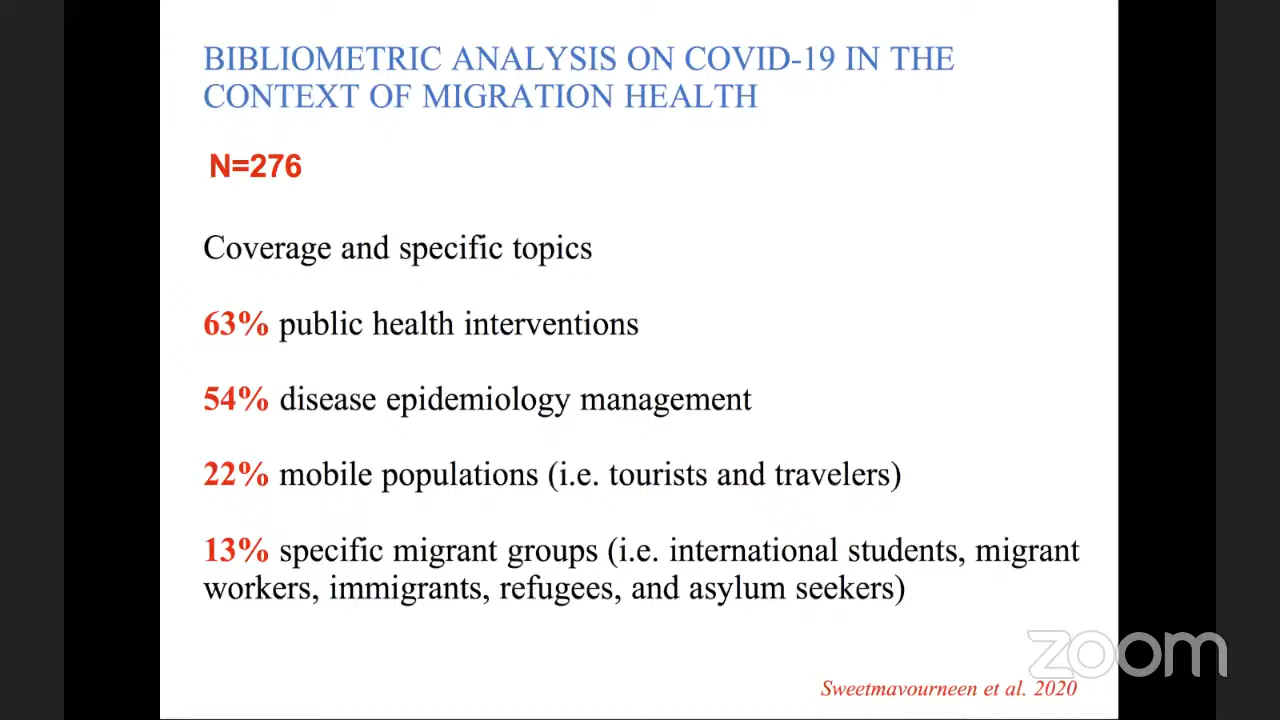 BIBLIOMETRIC ANALYSIS ON COVID-19 IN THE
CONTEXT OF MIGRATION HEALTH
N=276
Coverage and specific topics
63% public health interventions
54% disease epidemiology management
22% mobile populations (i.e. tourists and travelers)
13% specific migrant groups (i.e. international students, migrant
workers, immigrants, refugees, and asylum seekers)
zoom
Sweetmavourneen et al. 2020